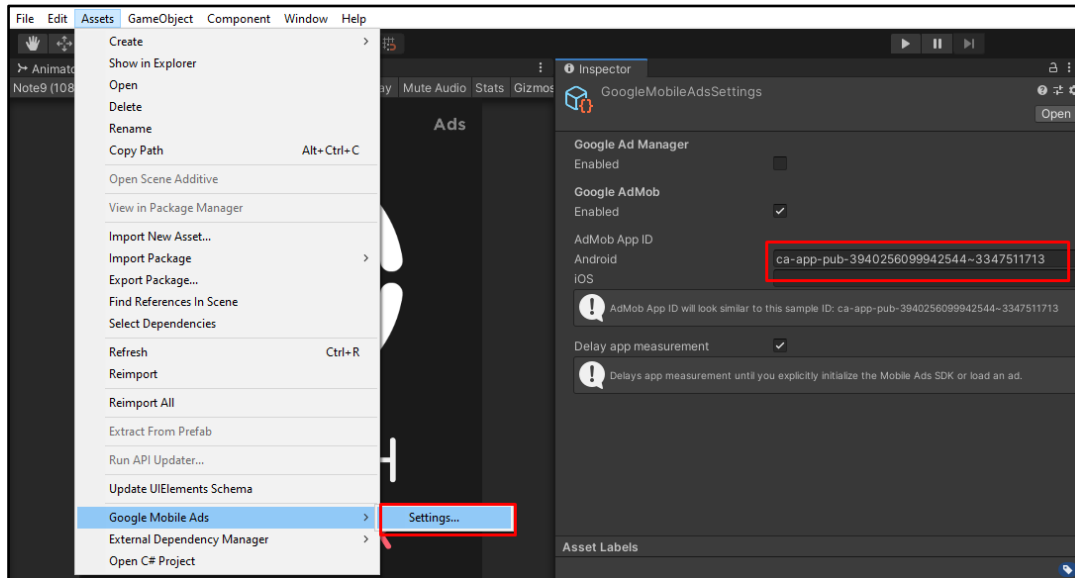 File Edit Assets GameObject Component Window Help
Create
Show in Explorer
Open
Delete
Rename
Copy Path Alt+Ctrl+C
Open Scene Additive
View in Package Manager
Import New Asset...
Import Package
Export Package...
Find References In Scene
Select Dependencies
Refresh Ctrl+R
Reimport
Reimport All
Extract From Prefab
Run API Updater...
Update UIElements Schema
Google Mobile Ads
Settings...
External Dependency Manager
Open C# Project
Animato
Note9 (108
ay Mute Audio Stats Gizmos
Ads
Inspector
GoogleMobileAdsSettings
Open
Google Ad Manager
Enabled
Google AdMob
Enabled
AdMob App ID
Android ca-app-pub-3940256099942544~3347511713
iOS
AdMob App ID will look similar to this sample ID: ca-app-pub-3940256099942544~3347511713
Delay app measurement
Delays app measurement until you explicitly initialize the Mobile Ads SDK or load an ad.
Asset Labels